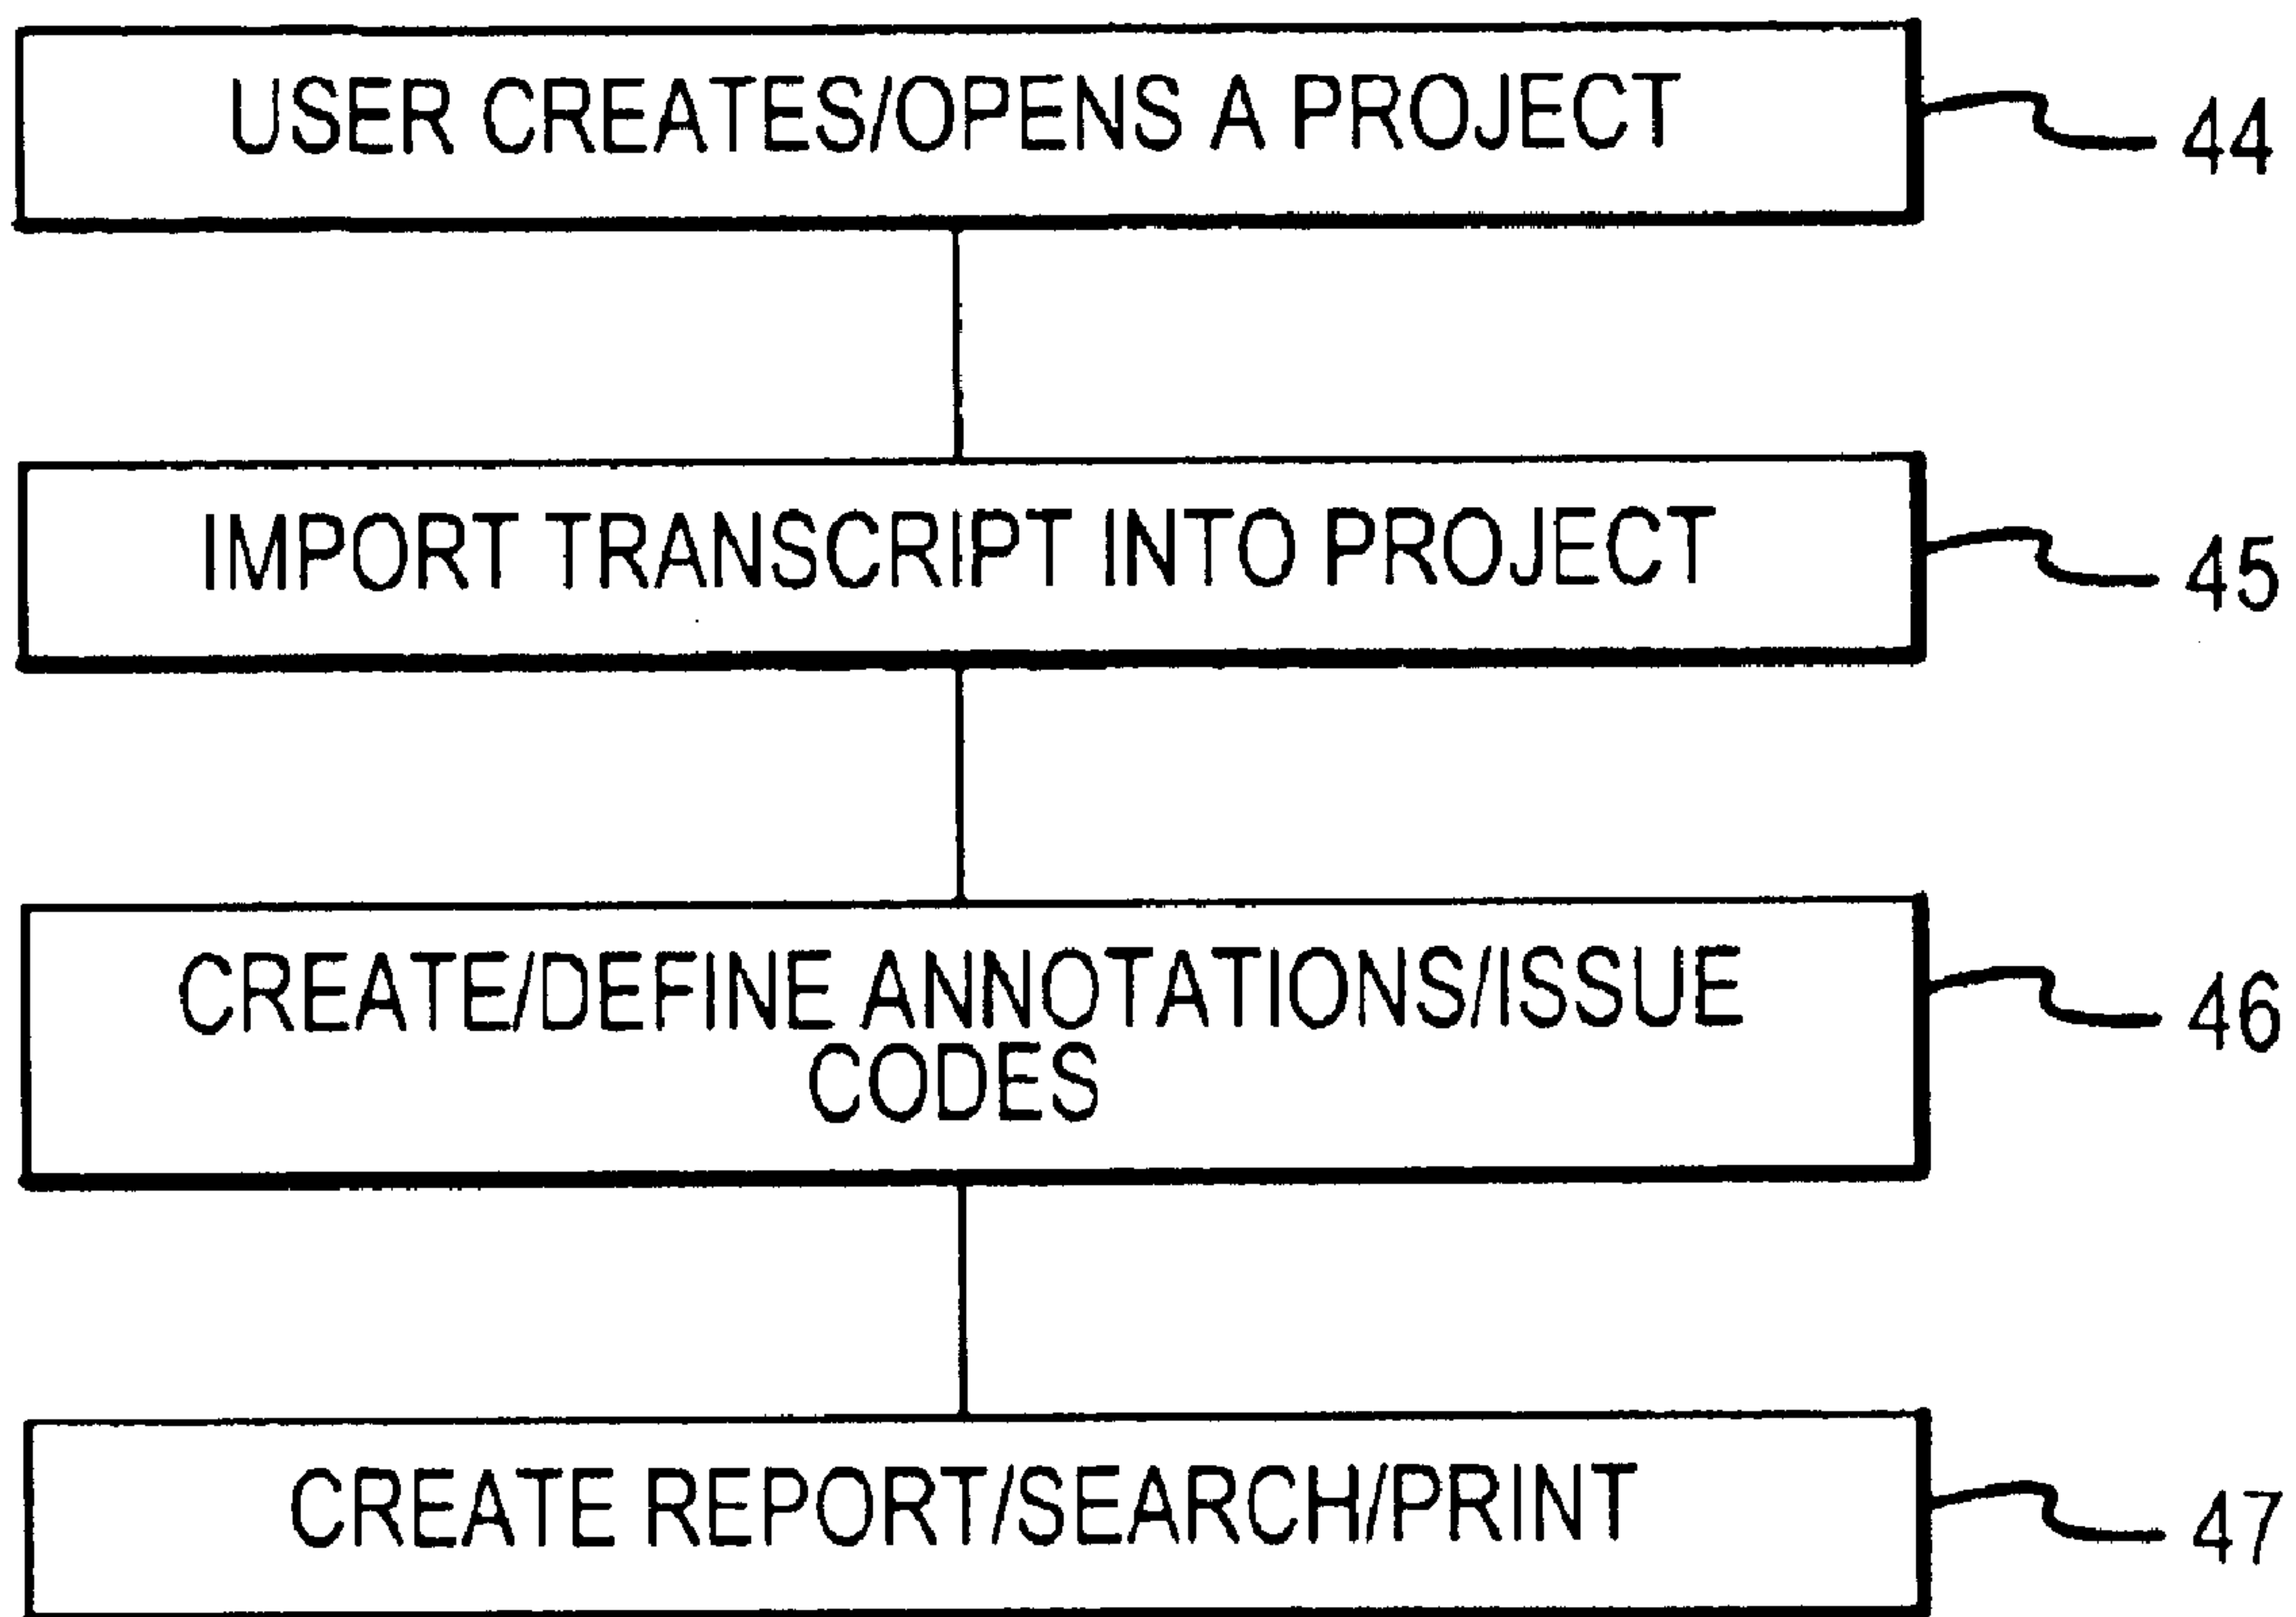 USER CREATES/OPENS A PROJECT
44
IMPORT TRANSCRIPT INTO PROJECT
45
CREATE/DEFINE ANNOTATIONS/ISSUE
CODES
46
CREATE REPORT/SEARCH/PRINT
47